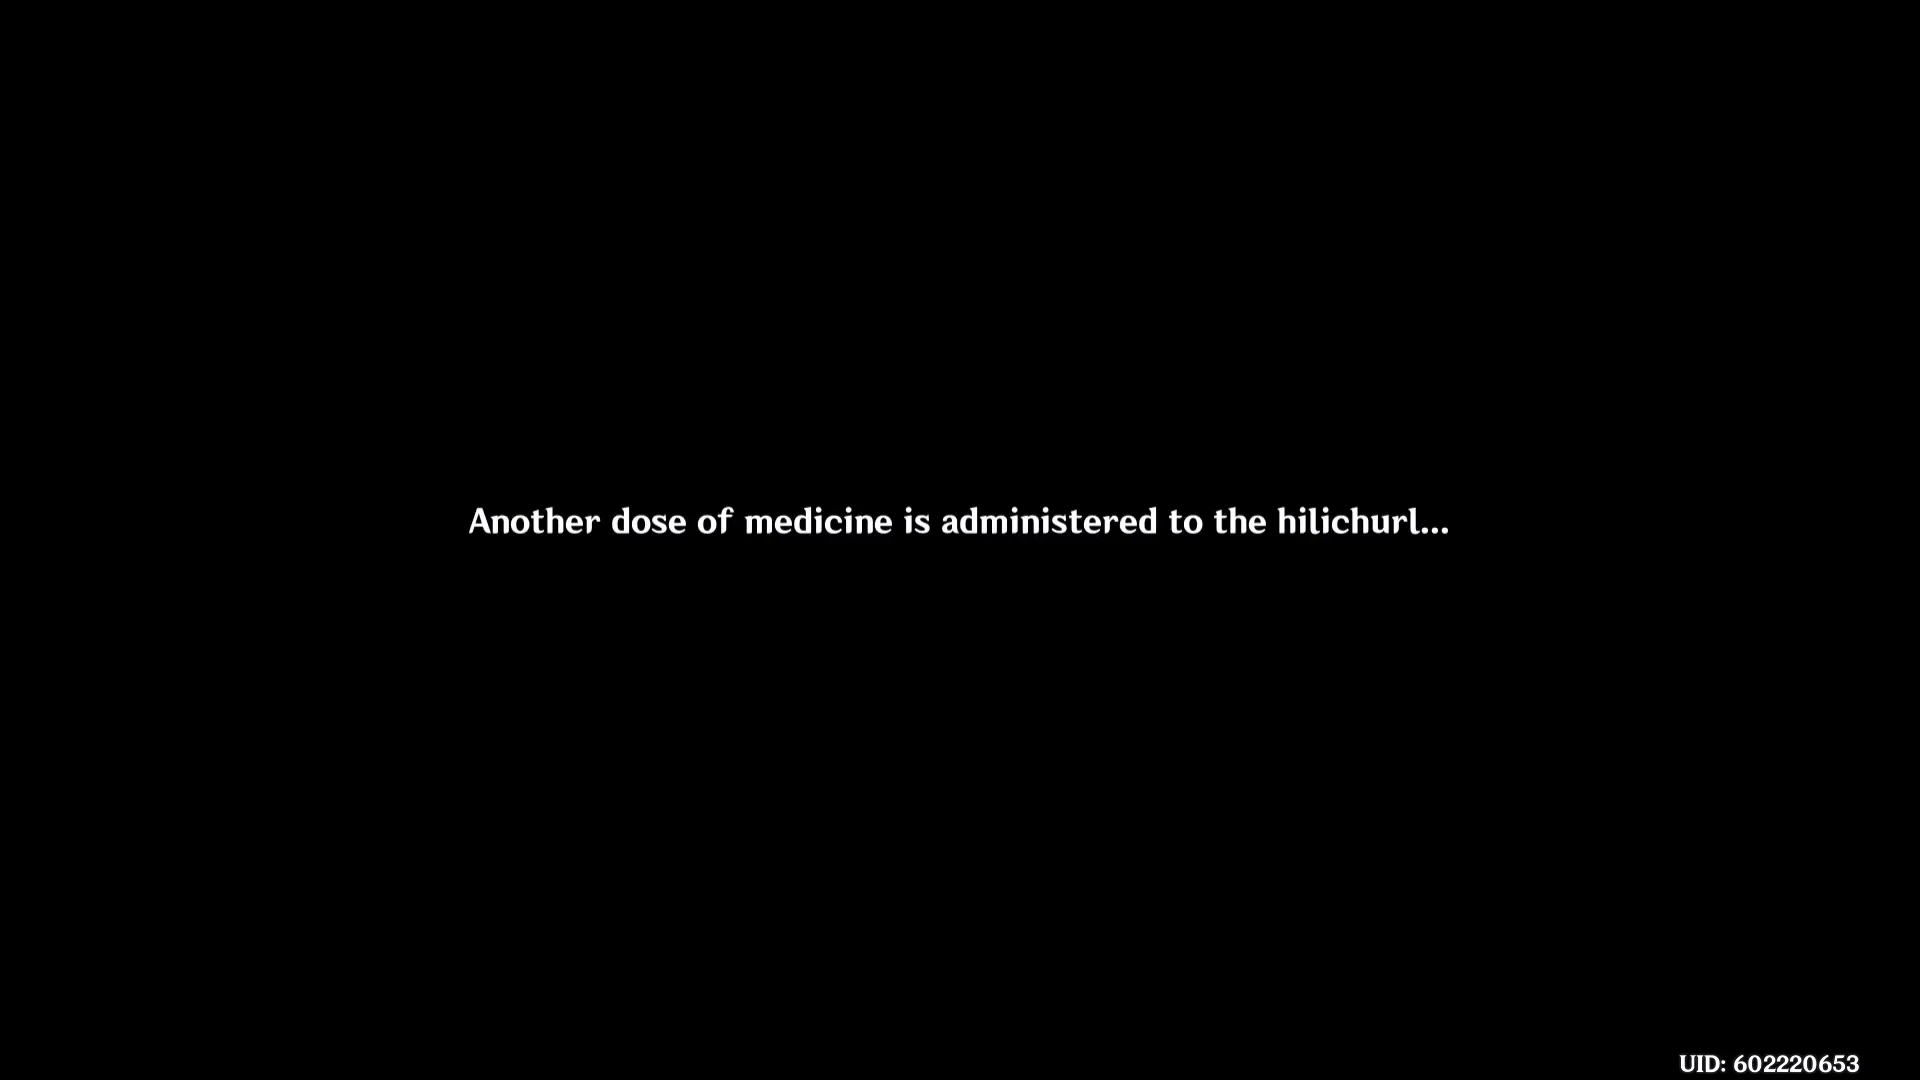 Another dose of medicine is administered to the hilichurl...
UID: 602220653